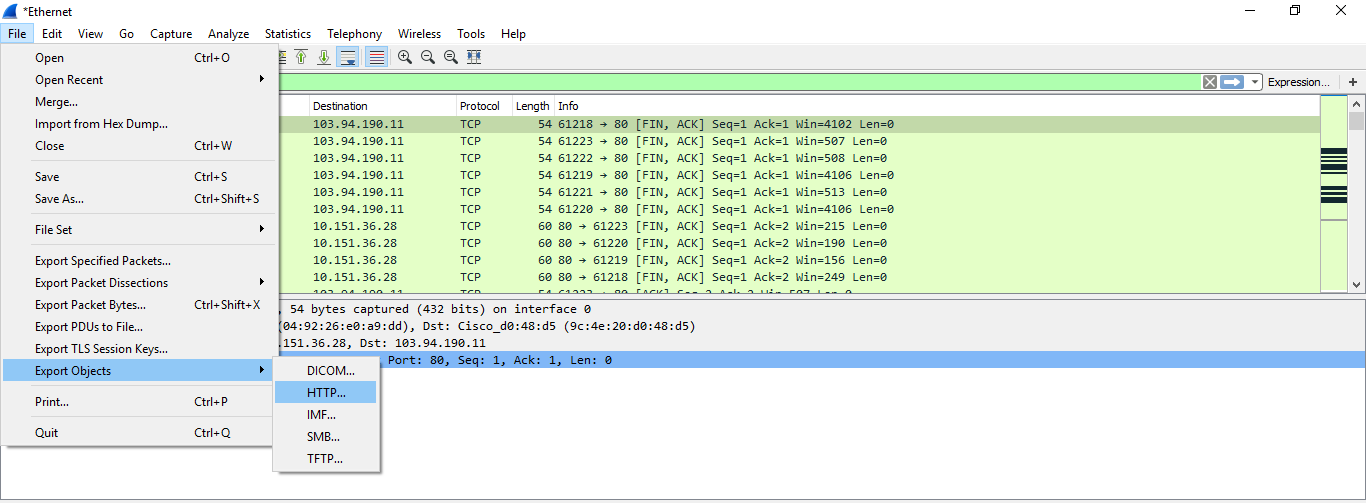 *Ethernet
File Edit View Go Capture Analyze Statistics Telephony Wireless Tools Help
Open Ctrl+O
Open Recent
Merge...
Import from Hex Dump...
Close Ctrl+W
Save Ctrl+S
Save As... Ctrl+Shift+S
File Set
Export Specified Packets...
Export Packet Dissections
Export Packet Bytes... Ctrl+Shift+X
Export PDUs to File...
Export TLS Session Keys...
Export Objects
Print... Ctrl+P
Quit Ctrl+Q
DICOM...
HTTP...
IMF...
SMB...
TFTP...
Expression... +
Destination Protocol Length Info
103.94.190.11 TCP 54 61218 → 80 [FIN, ACK] Seq=1 Ack=1 Win=4102 Len=0
103.94.190.11 TCP 54 61223 → 80 [FIN, ACK] Seq=1 Ack=1 Win=507 Len=0
103.94.190.11 TCP 54 61222 → 80 [FIN, ACK] Seq=1 Ack=1 Win=508 Len=0
103.94.190.11 TCP 54 61219 → 80 [FIN, ACK] Seq=1 Ack=1 Win=4106 Len=0
103.94.190.11 TCP 54 61221 → 80 [FIN, ACK] Seq=1 Ack=1 Win=513 Len=0
103.94.190.11 TCP 54 61220 → 80 [FIN, ACK] Seq=1 Ack=1 Win=4106 Len=0
10.151.36.28 TCP 60 80 → 61223 [FIN, ACK] Seq=1 Ack=2 Win=215 Len=0
10.151.36.28 TCP 60 80 → 61220 [FIN, ACK] Seq=1 Ack=2 Win=190 Len=0
10.151.36.28 TCP 60 80 → 61219 [FIN, ACK] Seq=1 Ack=2 Win=156 Len=0
10.151.36.28 TCP 60 80 → 61218 [FIN, ACK] Seq=1 Ack=2 Win=249 Len=0
, 54 bytes captured (432 bits) on interface 0
(04:92:26:e0:a9:dd), Dst: Cisco_d0:48:d5 (9c:4e:20:d0:48:d5)
.151.36.28, Dst: 103.94.190.11
Port: 80, Seq: 1, Ack: 1, Len: 0